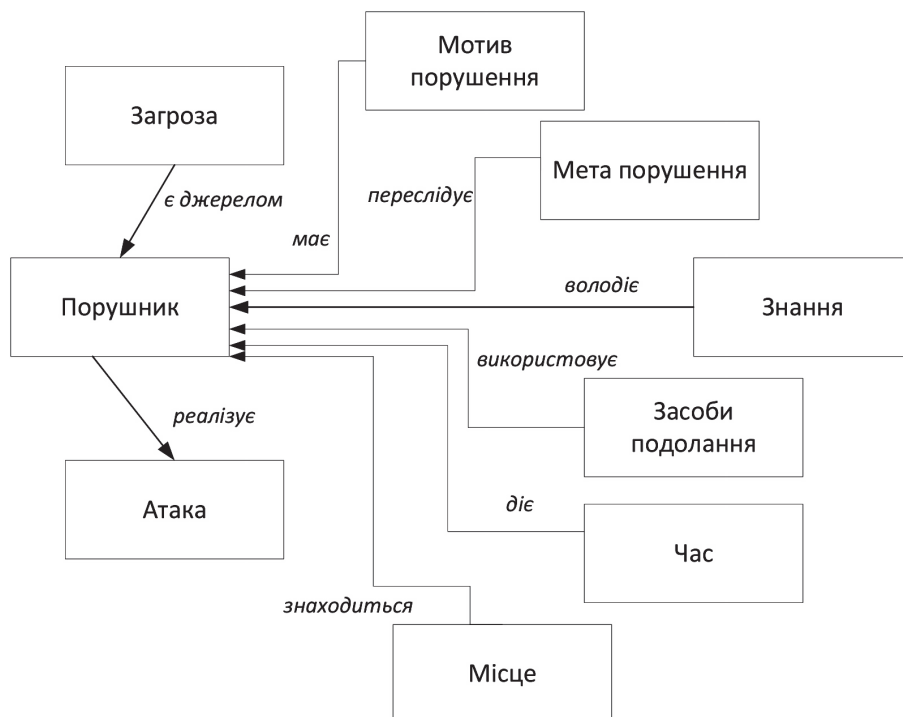 Мотив
порушення
Загроза
Мета порушення
є джерелом
переслідує
має
володіє
Порушник
Знання
використовує
реалізує
Засоби
подолання
Атака
діє
Час
знаходиться
Місце